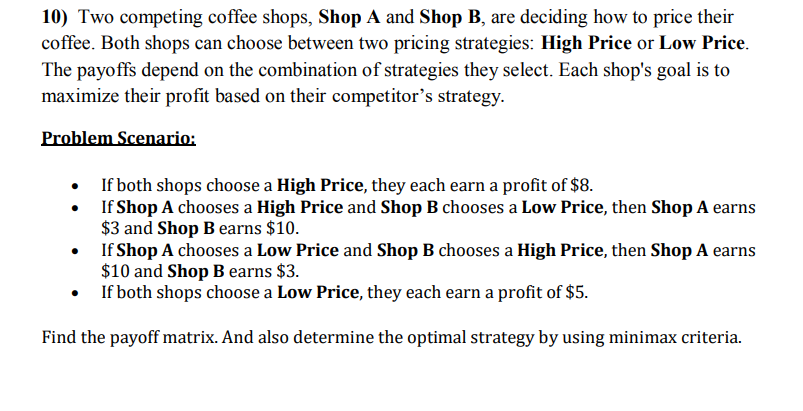 10) Two competing coffee shops, Shop A and Shop B, are deciding how to price their
coffee. Both shops can choose between two pricing strategies: High Price or Low Price.
The payoffs depend on the combination of strategies they select. Each shop's goal is to
maximize their profit based on their competitor’s strategy.
Problem Scenario:
• If both shops choose a High Price, they each earn a profit of $8.
• If Shop A chooses a High Price and Shop B chooses a Low Price, then Shop A earns
$3 and Shop B earns $10.
• If Shop A chooses a Low Price and Shop B chooses a High Price, then Shop A earns
$10 and Shop B earns $3.
• If both shops choose a Low Price, they each earn a profit of $5.
Find the payoff matrix. And also determine the optimal strategy by using minimax criteria.